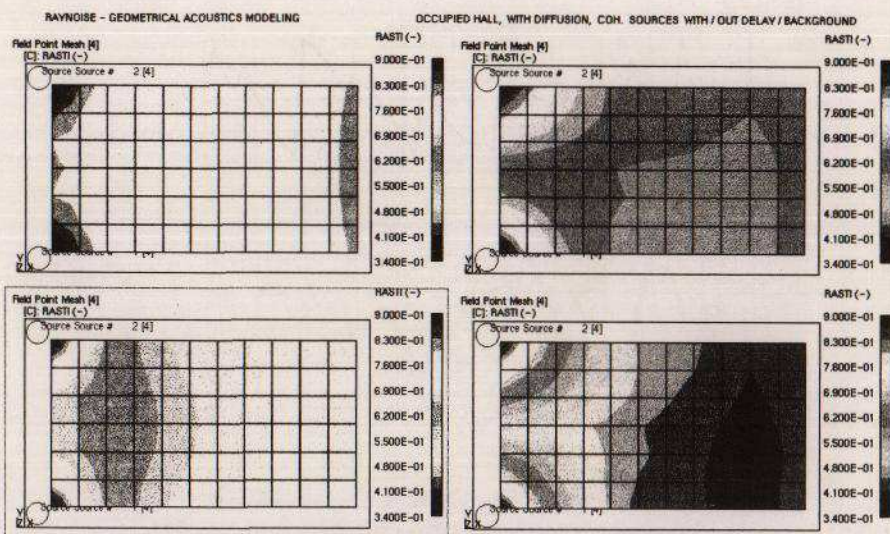 RAYNOISE - GEOMETRICAL ACOUSTICS MODELING
OCCUPIED HALL, WITH DIFFUSION, COH. SOURCES WITH / OUT DELAY / BACKGROUND
Field Point Mesh [4]
[C]: RASTI (-)
Source Source # 2 [4]
RASTI (-)
9.000E-01
8.300E-01
7.600E-01
6.900E-01
6.200E-01
5.500E-01
4.800E-01
4.100E-01
3.400E-01
Y
Z X
Field Point Mesh [4]
[C]: RASTI (-)
Source Source # 2 [4]
RASTI (-)
9.000E-01
8.300E-01
7.600E-01
6.900E-01
6.200E-01
5.500E-01
4.800E-01
4.100E-01
3.400E-01
Y
Z X
Field Point Mesh [4]
[C]: RASTI (-)
Source Source # 2 [4]
RASTI (-)
9.000E-01
8.300E-01
7.600E-01
6.900E-01
6.200E-01
5.500E-01
4.800E-01
4.100E-01
3.400E-01
Y
Z X
Field Point Mesh [4]
[C]: RASTI (-)
Source Source # 2 [4]
RASTI (-)
9.000E-01
8.300E-01
7.600E-01
6.900E-01
6.200E-01
5.500E-01
4.800E-01
4.100E-01
3.400E-01
Y
Z X